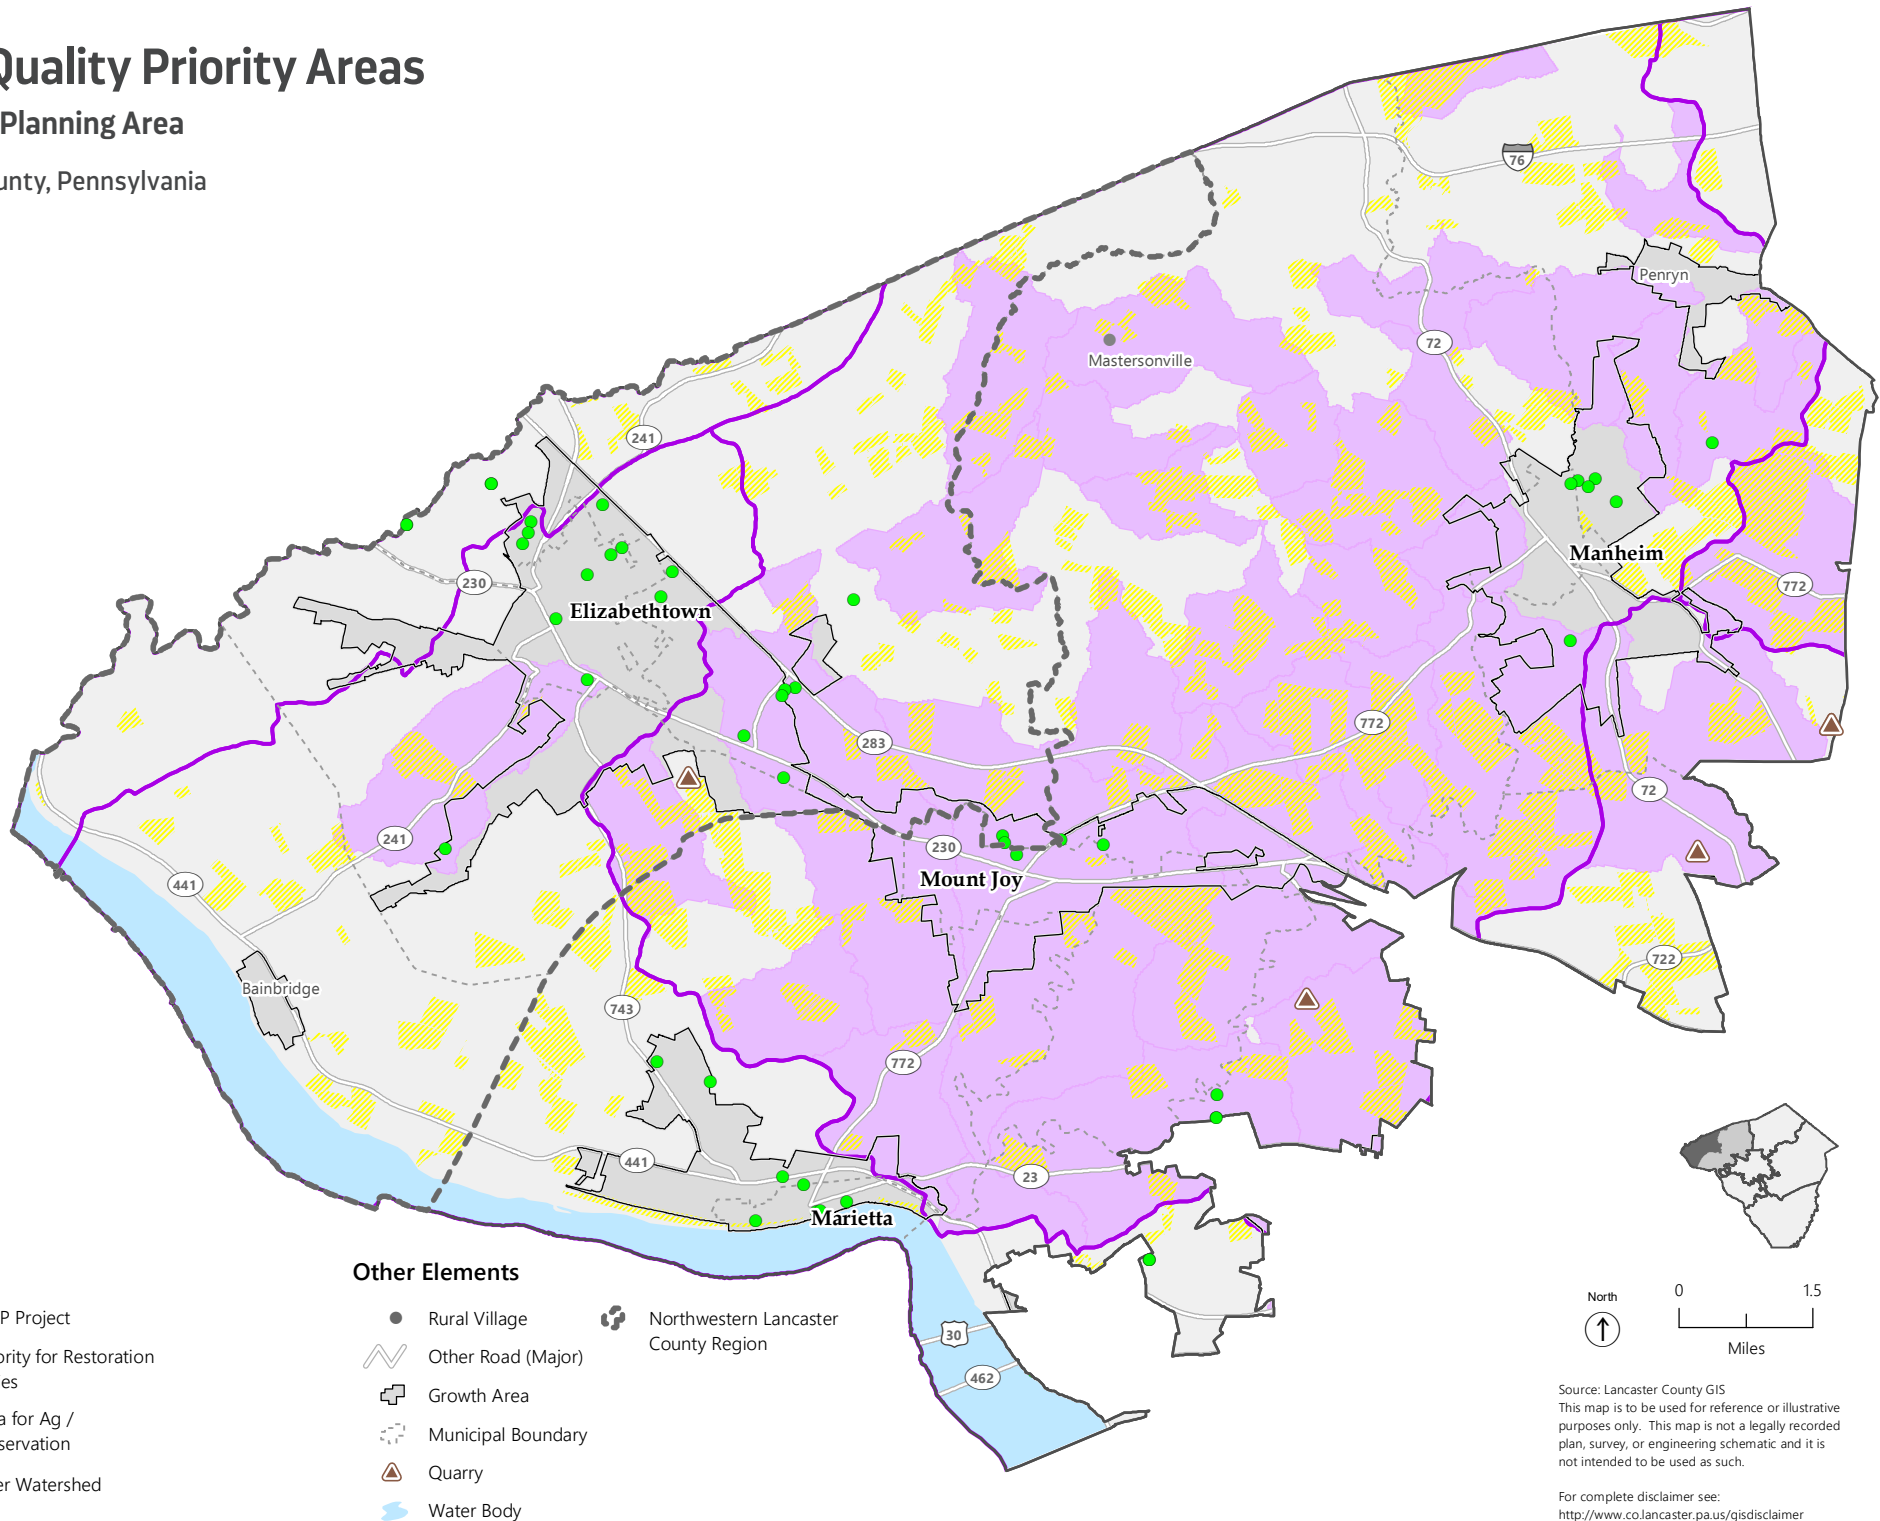 Quality Priority Areas
Planning Area
unty, Pennsylvania
76
Penryn
72
Mastersonville
241
Manheim
230
772
Elizabethtown
772
283
72
241
230
441
Mount Joy
722
Bainbridge
743
772
441
23
Marietta
30
462
Other Elements
P Project
ority for Restoration
es
a for Ag /
servation
er Watershed
Rural Village
Other Road (Major)
Growth Area
Municipal Boundary
Quarry
Water Body
Northwestern Lancaster
County Region
North
0 1.5
Miles
Source: Lancaster County GIS
This map is to be used for reference or illustrative
purposes only. This map is not a legally recorded
plan, survey, or engineering schematic and it is
not intended to be used as such.
For complete disclaimer see:
http://www.co.lancaster.pa.us/gisdisclaimer